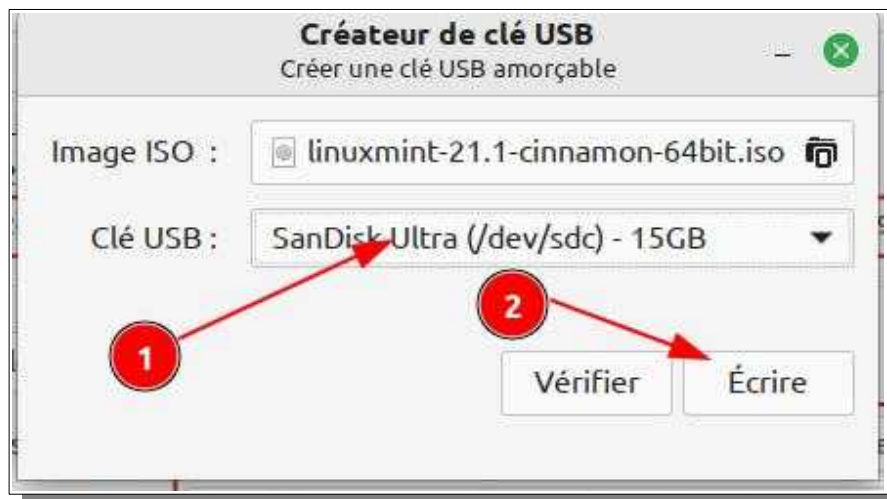 Créateur de clé USB
Créer une clé USB amorçable
Image ISO :
linuxmint-21.1-cinnamon-64bit.iso
Clé USB :
SanDisk Ultra (/dev/sdc) - 15GB
2
1
Vérifier
Écrire